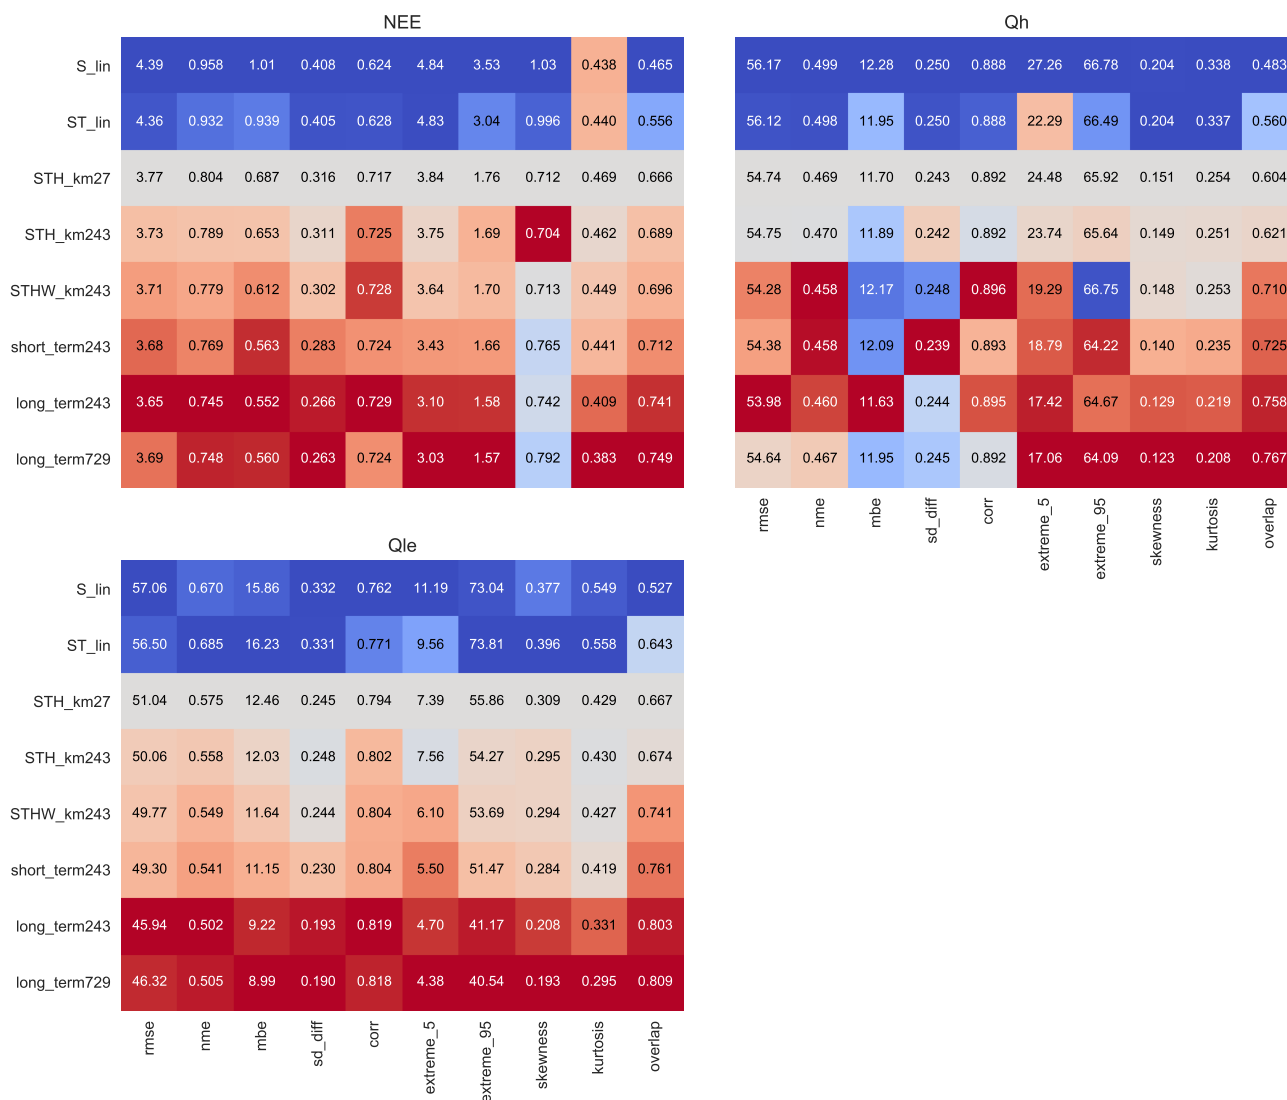 NEE
S_lin 4.39 0.958 1.01 0.408 0.624 4.84 3.53 1.03 0.438 0.465
ST_lin 4.36 0.932 0.939 0.405 0.628 4.83 3.04 0.996 0.440 0.556
STH_km27 3.77 0.804 0.687 0.316 0.717 3.84 1.76 0.712 0.469 0.666
STH_km243 3.73 0.789 0.653 0.311 0.725 3.75 1.69 0.704 0.462 0.689
STHW_km243 3.71 0.779 0.612 0.302 0.728 3.64 1.70 0.713 0.449 0.696
short_term243 3.68 0.769 0.563 0.283 0.724 3.43 1.66 0.765 0.441 0.712
long_term243 3.65 0.745 0.552 0.266 0.729 3.10 1.58 0.742 0.409 0.741
long_term729 3.69 0.748 0.560 0.263 0.724 3.03 1.57 0.792 0.383 0.749
Qh
56.17 0.499 12.28 0.250 0.888 27.26 66.78 0.204 0.338 0.483
56.12 0.498 11.95 0.250 0.888 22.29 66.49 0.204 0.337 0.560
54.74 0.469 11.70 0.243 0.892 24.48 65.92 0.151 0.254 0.604
54.75 0.470 11.89 0.242 0.892 23.74 65.64 0.149 0.251 0.621
54.28 0.458 12.17 0.248 0.896 19.29 66.75 0.148 0.253 0.710
54.38 0.458 12.09 0.239 0.893 18.79 64.22 0.140 0.235 0.725
53.98 0.460 11.63 0.244 0.895 17.42 64.67 0.129 0.219 0.758
54.64 0.467 11.95 0.245 0.892 17.06 64.09 0.123 0.208 0.767
rmse nme mbe sd_diff corr extreme_5 extreme_95 skewness kurtosis overlap
Qle
S_lin 57.06 0.670 15.86 0.332 0.762 11.19 73.04 0.377 0.549 0.527
ST_lin 56.50 0.685 16.23 0.331 0.771 9.56 73.81 0.396 0.558 0.643
STH_km27 51.04 0.575 12.46 0.245 0.794 7.39 55.86 0.309 0.429 0.667
STH_km243 50.06 0.558 12.03 0.248 0.802 7.56 54.27 0.295 0.430 0.674
STHW_km243 49.77 0.549 11.64 0.244 0.804 6.10 53.69 0.294 0.427 0.741
short_term243 49.30 0.541 11.15 0.230 0.804 5.50 51.47 0.284 0.419 0.761
long_term243 45.94 0.502 9.22 0.193 0.819 4.70 41.17 0.208 0.331 0.803
long_term729 46.32 0.505 8.99 0.190 0.818 4.38 40.54 0.193 0.295 0.809
rmse nme mbe sd_diff corr extreme_5 extreme_95 skewness kurtosis overlap